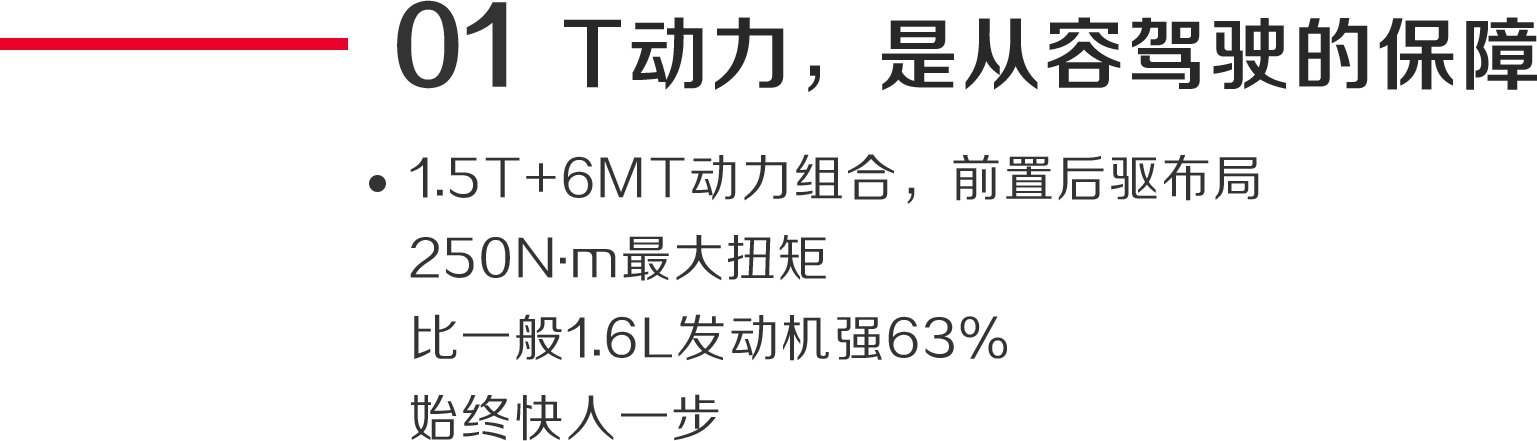 01 T动力，是从容驾驶的保障
• 1.5T+6MT动力组合，前置后驱布局
250N·m最大扭矩
比一般1.6L发动机强63%
始终快人一步